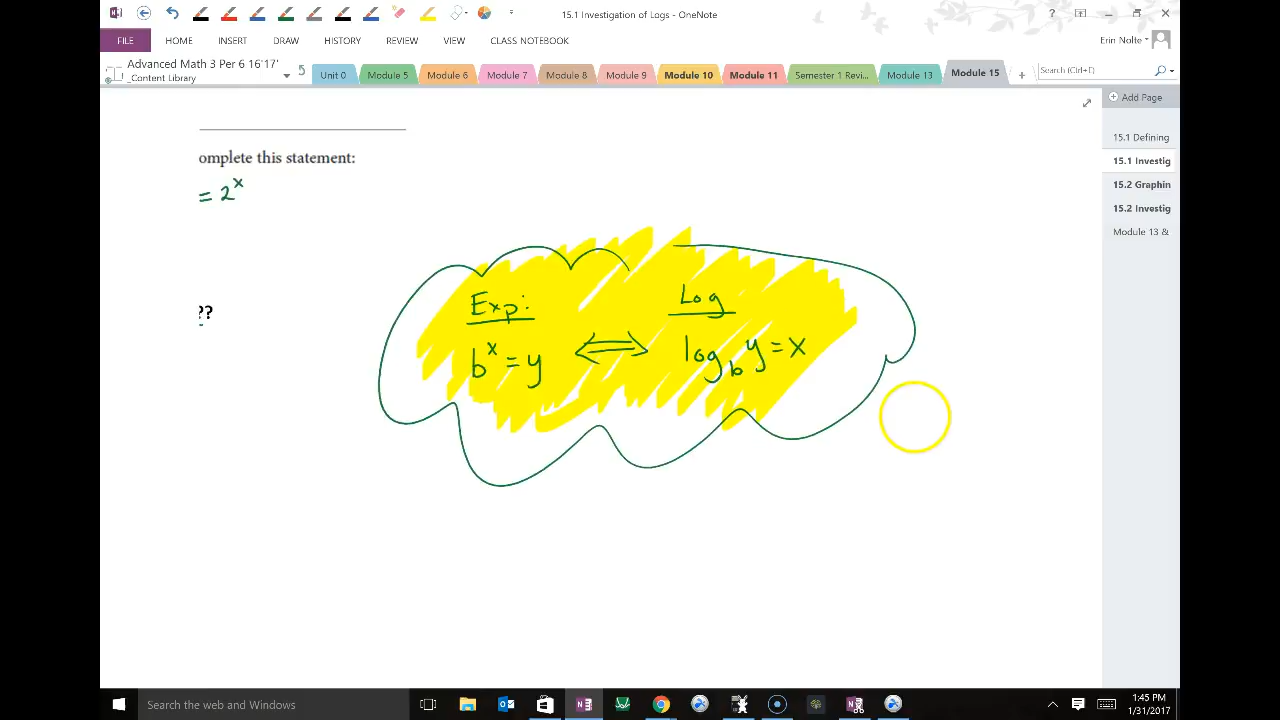 15.1 Investigation of Logs - OneNote
?
FILE HOME INSERT DRAW HISTORY REVIEW VIEW CLASS NOTEBOOK
Erin Nolte
Advanced Math 3 Per 6 16'17'
_Content Library
Unit 0 Module 5 Module 6 Module 7 Module 8 Module 9 Module 10 Module 11 Semester 1 Revi... Module 13 Module 15
Search (Ctrl+E)
Add Page
15.1 Defining
15.1 Investig
15.2 Graphin
15.2 Investig
Module 13 &
omplete this statement:
= 2^x
??
Exp: Log
b^x = y ⟺ log_b y = x
Search the web and Windows
1:45 PM
1/31/2017